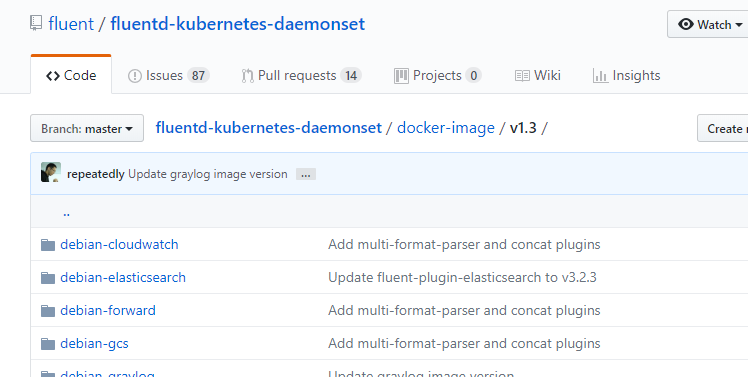 fluent / fluentd-kubernetes-daemonset
Watch
Code
Issues 87
Pull requests 14
Projects 0
Wiki
Insights
Branch: master
fluentd-kubernetes-daemonset / docker-image / v1.3 /
Create
repeatedly Update graylog image version ...
..
debian-cloudwatch Add multi-format-parser and concat plugins
debian-elasticsearch Update fluent-plugin-elasticsearch to v3.2.3
debian-forward Add multi-format-parser and concat plugins
debian-gcs Add multi-format-parser and concat plugins
debian-graylog Update graylog image version